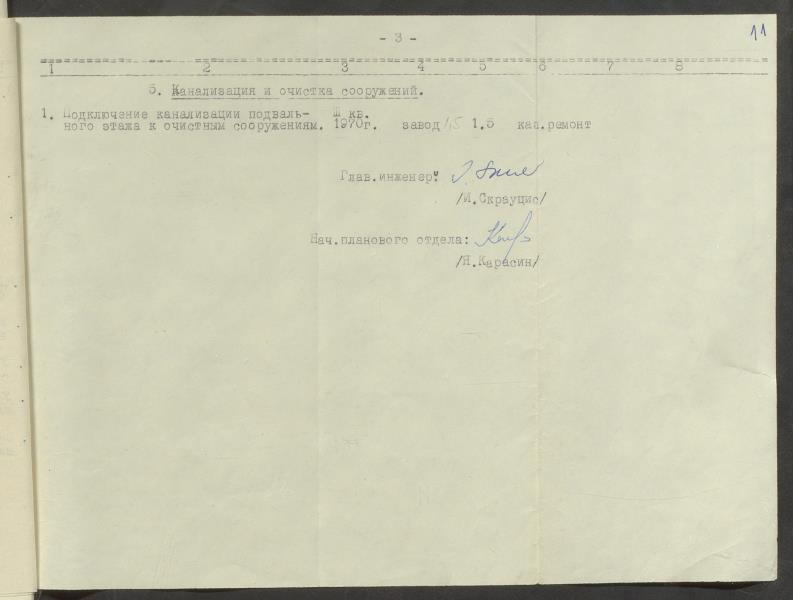 11
- 3 -
1 2 3 4 5 6 7 8
5. Канализация и очистка сооружений.
1. Подключение канализации подваль- III кв.
ного этажа к очистным сооружениям. 1970г. завод 1,5 1,5 кап.ремонт
Глав.инженер:
/И.Скрауцис/
Нач.планового отдела:
/Н.Карасин/